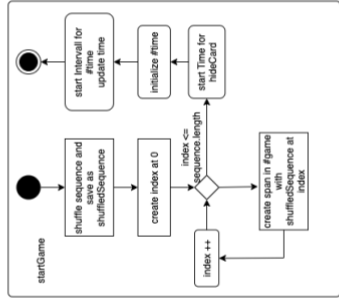 startGame
shuffle sequence and
save as
shuffledSequence
create index at 0
index <=
sequence.length
create span in #game
with
shuffledSequence at
index
index ++
start Time for
hideCard
initialize #time
start Intervall for
#time
update time